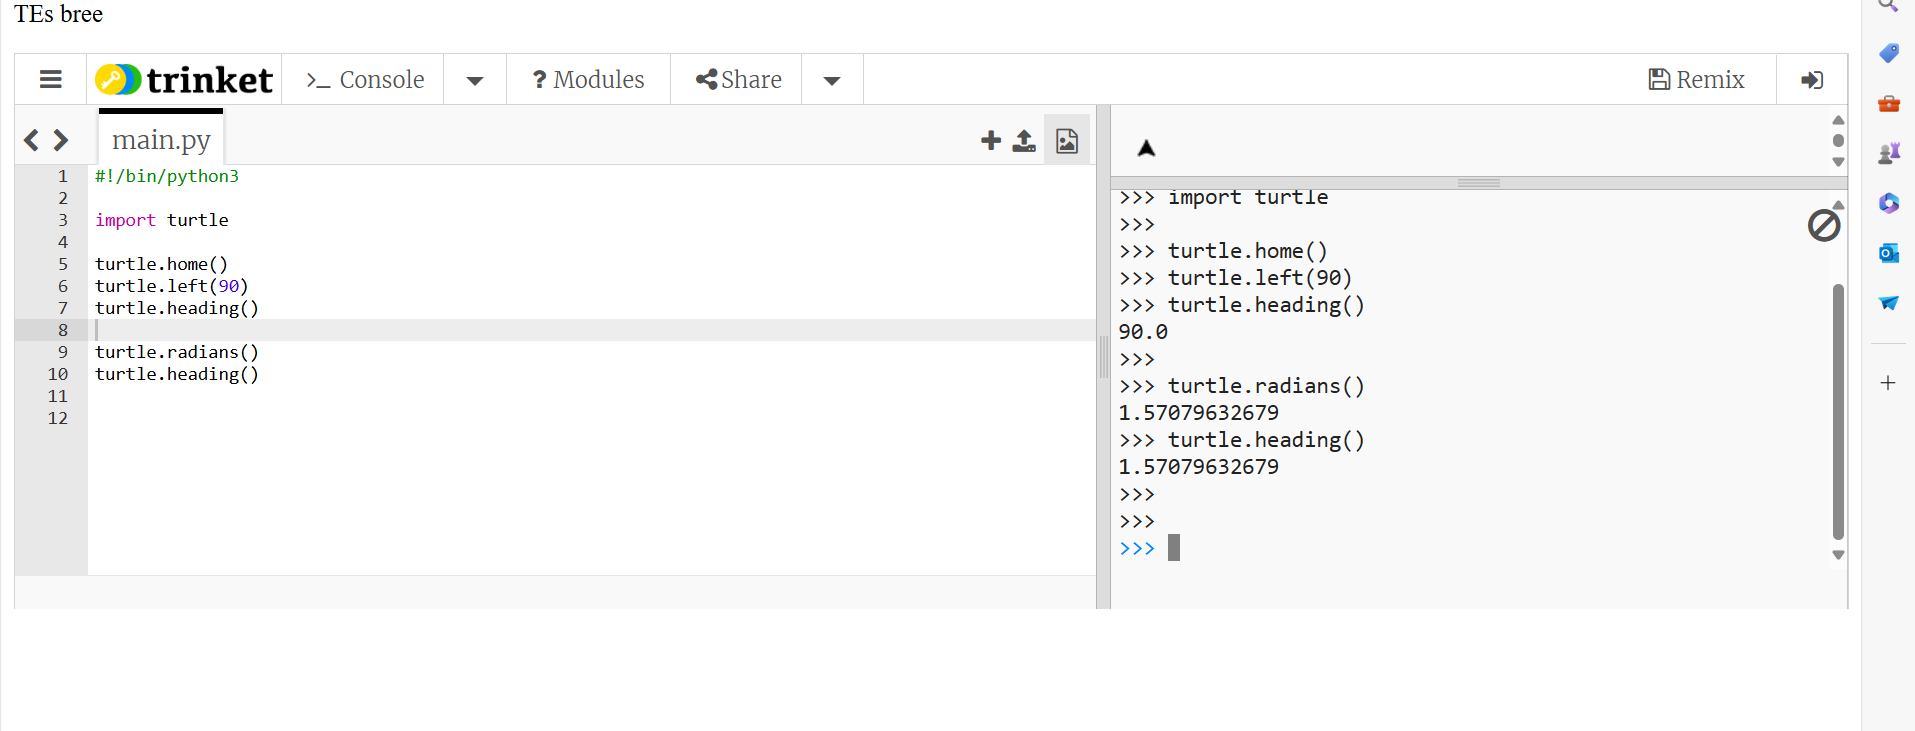 TEs bree
trinket
>_ Console
? Modules
Share
Remix
main.py
1 #!/bin/python3
2
3 import turtle
4
5 turtle.home()
6 turtle.left(90)
7 turtle.heading()
8
9 turtle.radians()
10 turtle.heading()
11
12
>>> import turtle
>>>
>>> turtle.home()
>>> turtle.left(90)
>>> turtle.heading()
90.0
>>>
>>> turtle.radians()
1.57079632679
>>> turtle.heading()
1.57079632679
>>>
>>>
>>>